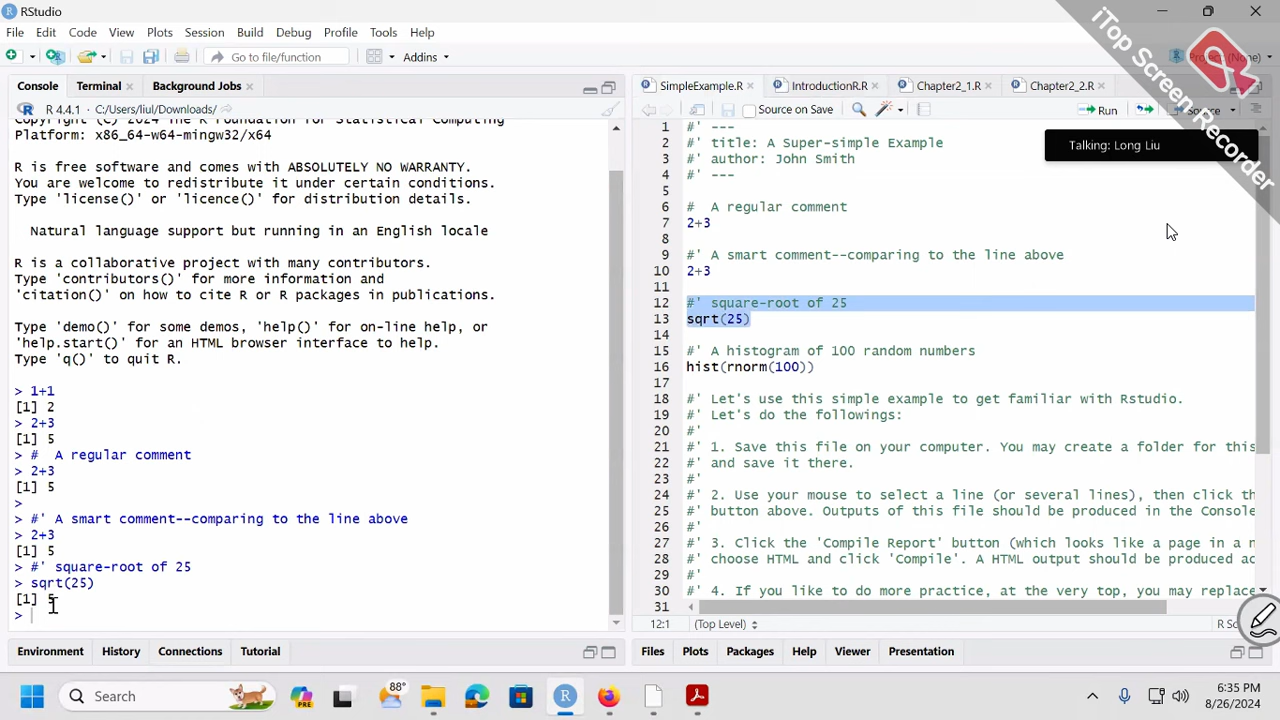 RStudio
File Edit Code View Plots Session Build Debug Profile Tools Help
Go to file/function Addins
Console Terminal Background Jobs
R 4.4.1 · C:/Users/liul/Downloads/
Platform: x86_64-w64-mingw32/x64
R is free software and comes with ABSOLUTELY NO WARRANTY.
You are welcome to redistribute it under certain conditions.
Type 'license()' or 'licence()' for distribution details.
Natural language support but running in an English locale
R is a collaborative project with many contributors.
Type 'contributors()' for more information and
'citation()' on how to cite R or R packages in publications.
Type 'demo()' for some demos, 'help()' for on-line help, or
'help.start()' for an HTML browser interface to help.
Type 'q()' to quit R.
> 1+1
[1] 2
> 2+3
[1] 5
> #  A regular comment
> 2+3
[1] 5
>
> #' A smart comment--comparing to the line above
> 2+3
[1] 5
> #' square-root of 25
> sqrt(25)
[1] 5
>
Environment History Connections Tutorial
SimpleExample.R IntroductionR.R Chapter2_1.R Chapter2_2.R
Source on Save Run Source
Talking: Long Liu
iTop Screen Recorder
1 #' ---
2 #' title: A Super-simple Example
3 #' author: John Smith
4 #' ---
5
6 #  A regular comment
7 2+3
8
9 #' A smart comment--comparing to the line above
10 2+3
11
12 #' square-root of 25
13 sqrt(25)
14
15 #' A histogram of 100 random numbers
16 hist(rnorm(100))
17
18 #' Let's use this simple example to get familiar with Rstudio.
19 #' Let's do the followings:
20 #'
21 #' 1. Save this file on your computer. You may create a folder for this
22 #' and save it there.
23 #'
24 #' 2. Use your mouse to select a line (or several lines), then click the
25 #' button above. Outputs of this file should be produced in the Console
26 #'
27 #' 3. Click the 'Compile Report' button (which looks like a page in a n
28 #' choose HTML and click 'Compile'. A HTML output should be produced ac
29 #'
30 #' 4. If you like to do more practice, at the very top, you may replace
31
12:1 (Top Level) R Sc
Files Plots Packages Help Viewer Presentation
Search PRE 88° 6:35 PM
8/26/2024